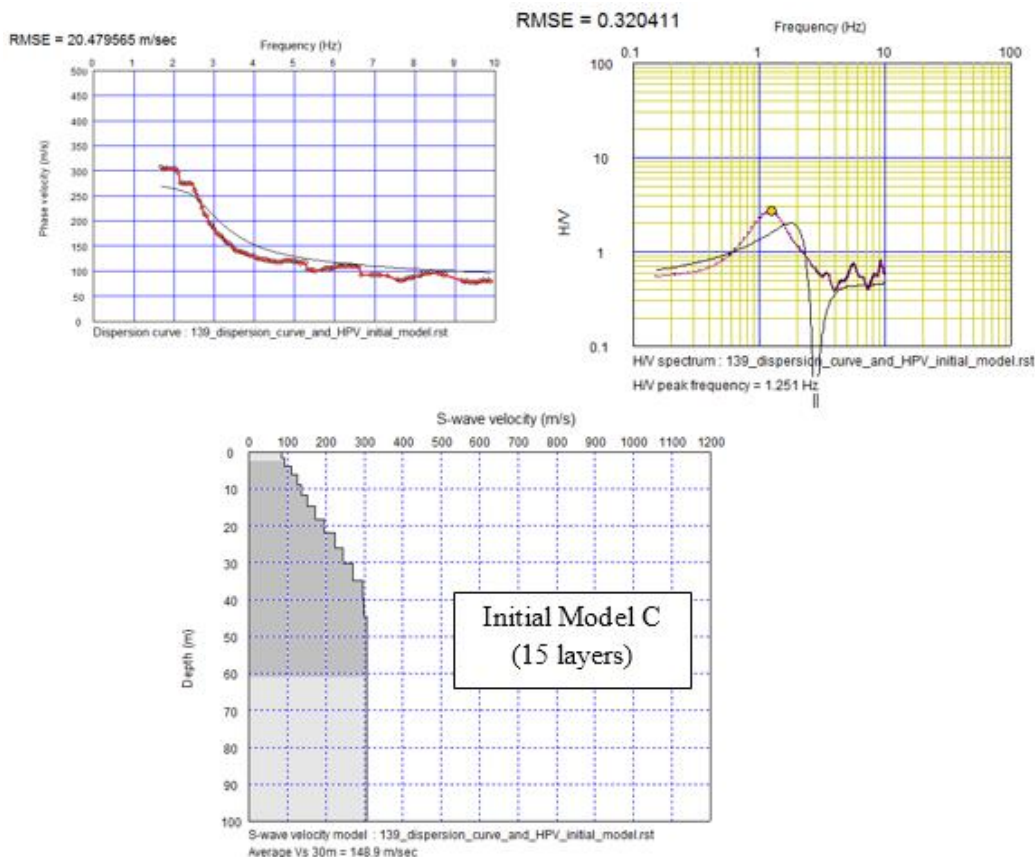 RMSE = 20.479565 m/sec
Frequency (Hz)
0 1 2 3 4 5 6 7 8 9 10
500
450
400
350
300
250
200
150
100
50
0
Phase velocity (m/s)
Dispersion curve : 139_dispersion_curve_and_HPV_initial_model.rst
RMSE = 0.320411
Frequency (Hz)
0.1 1 10 100
100
10
1
0.1
H/V
H/V spectrum : 139_dispersion_curve_and_HPV_initial_model.rst
H/V peak frequency = 1.251 Hz
S-wave velocity (m/s)
0 100 200 300 400 500 600 700 800 900 1000 1100 1200
0
10
20
30
40
50
60
70
80
90
100
Depth (m)
Initial Model C
(15 layers)
S-wave velocity model : 139_dispersion_curve_and_HPV_initial_model.rst
Average Vs 30m = 148.9 m/sec